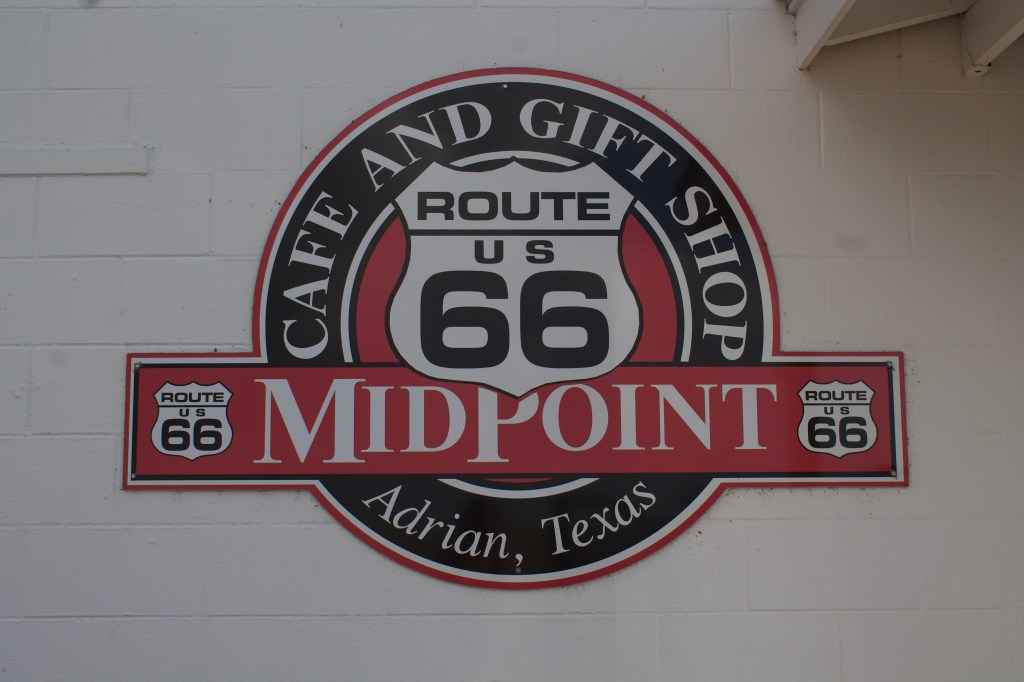 CAFE AND GIFT SHOP
ROUTE
US
66
ROUTE
US
66
MIDPOINT
ROUTE
US
66
Adrian, Texas